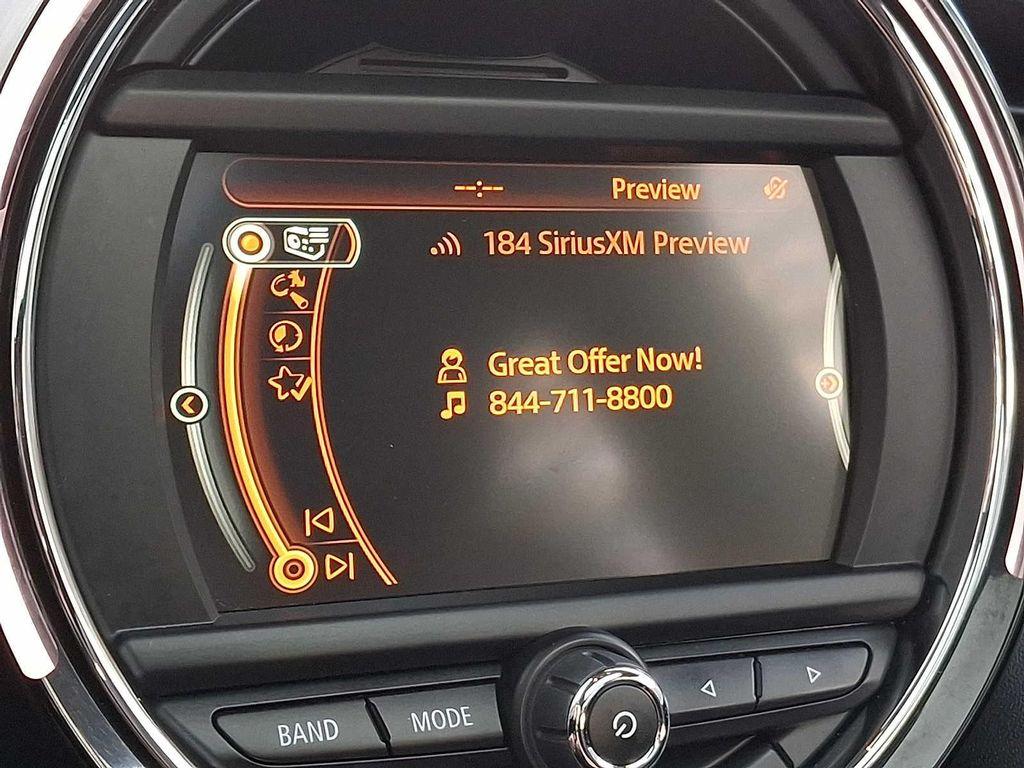 --:-- Preview
184 SiriusXM Preview
Great Offer Now!
844-711-8800
BAND MODE